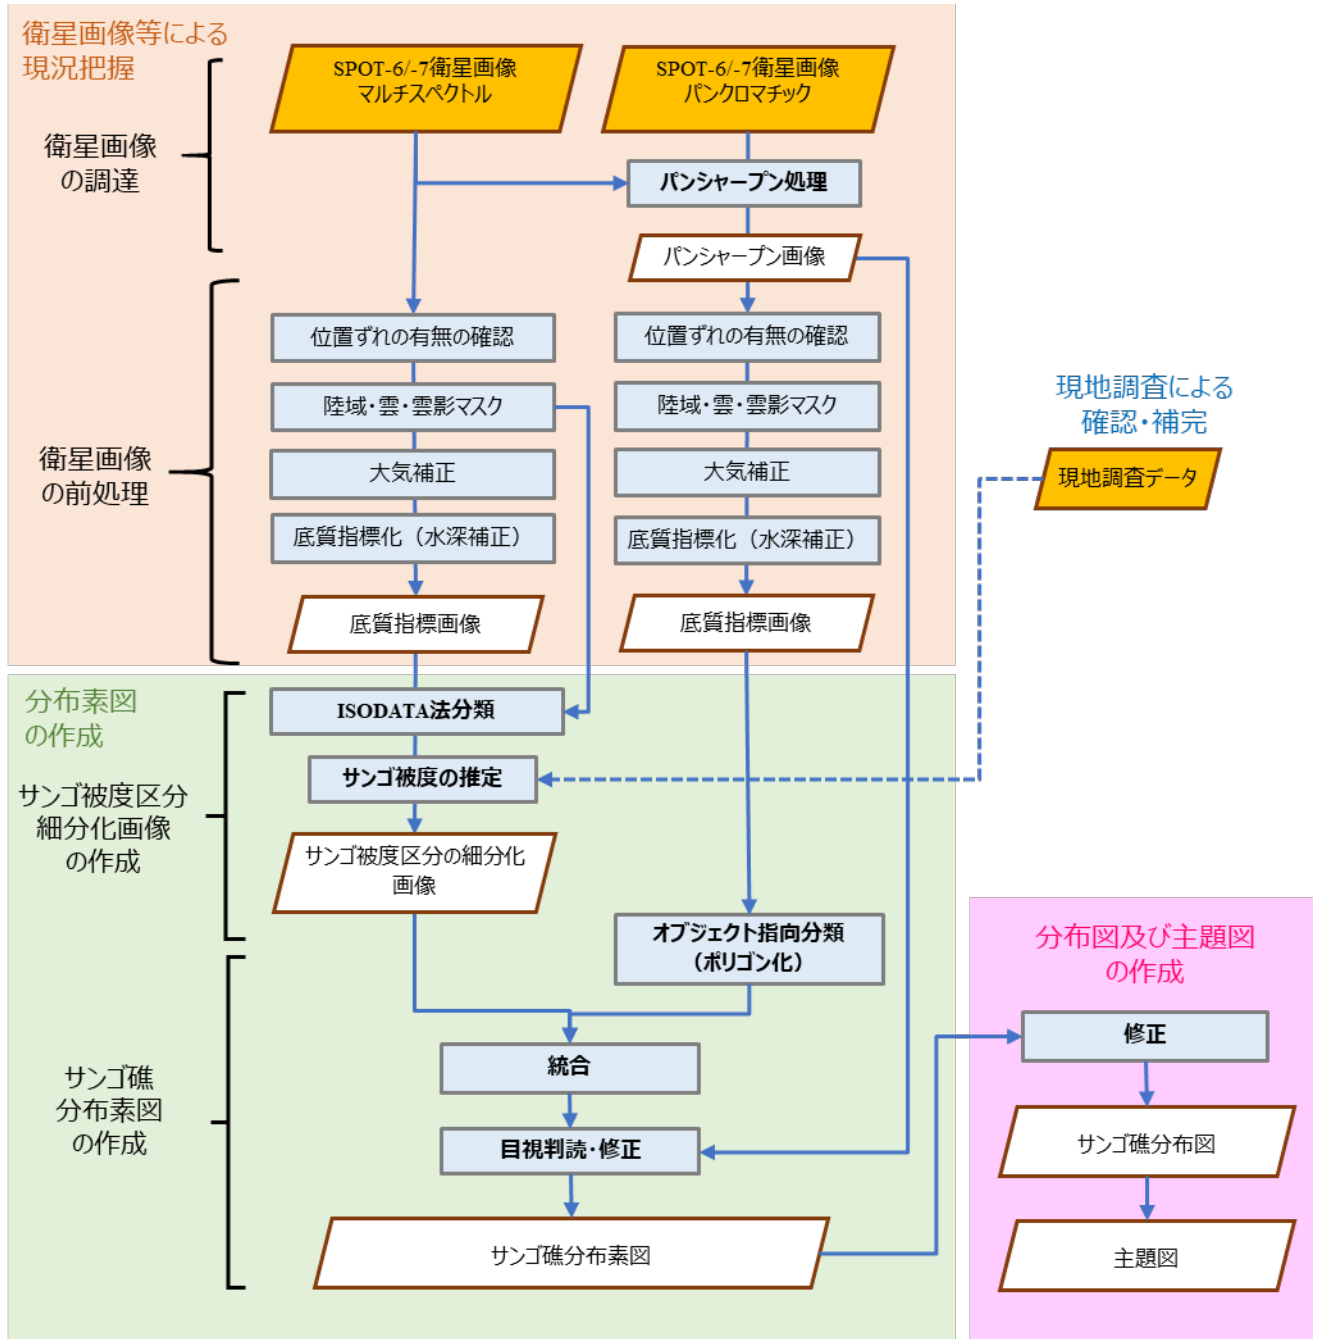 衛星画像等による
現況把握
衛星画像
の調達
SPOT-6/-7衛星画像
マルチスペクトル
SPOT-6/-7衛星画像
パンクロマチック
パンシャープン処理
パンシャープン画像
衛星画像
の前処理
位置ずれの有無の確認
陸域・雲・雲影マスク
大気補正
底質指標化（水深補正）
底質指標画像
位置ずれの有無の確認
陸域・雲・雲影マスク
大気補正
底質指標化（水深補正）
底質指標画像
現地調査による
確認・補完
現地調査データ
分布素図
の作成
サンゴ被度区分
細分化画像
の作成
ISODATA法分類
サンゴ被度の推定
サンゴ被度区分の細分化
画像
オブジェクト指向分類
（ポリゴン化）
サンゴ礁
分布素図
の作成
統合
目視判読・修正
サンゴ礁分布素図
分布図及び主題図
の作成
修正
サンゴ礁分布図
主題図